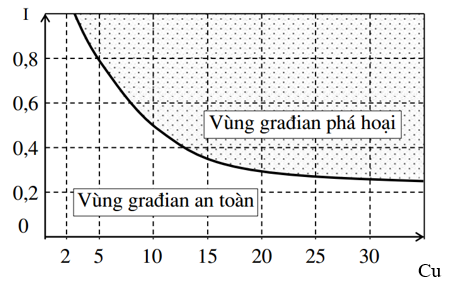 I
0,8
0,6
0,4
0,2
0
Vùng građian phá hoại
Vùng građian an toàn
2 5 10 15 20 25 30
Cu